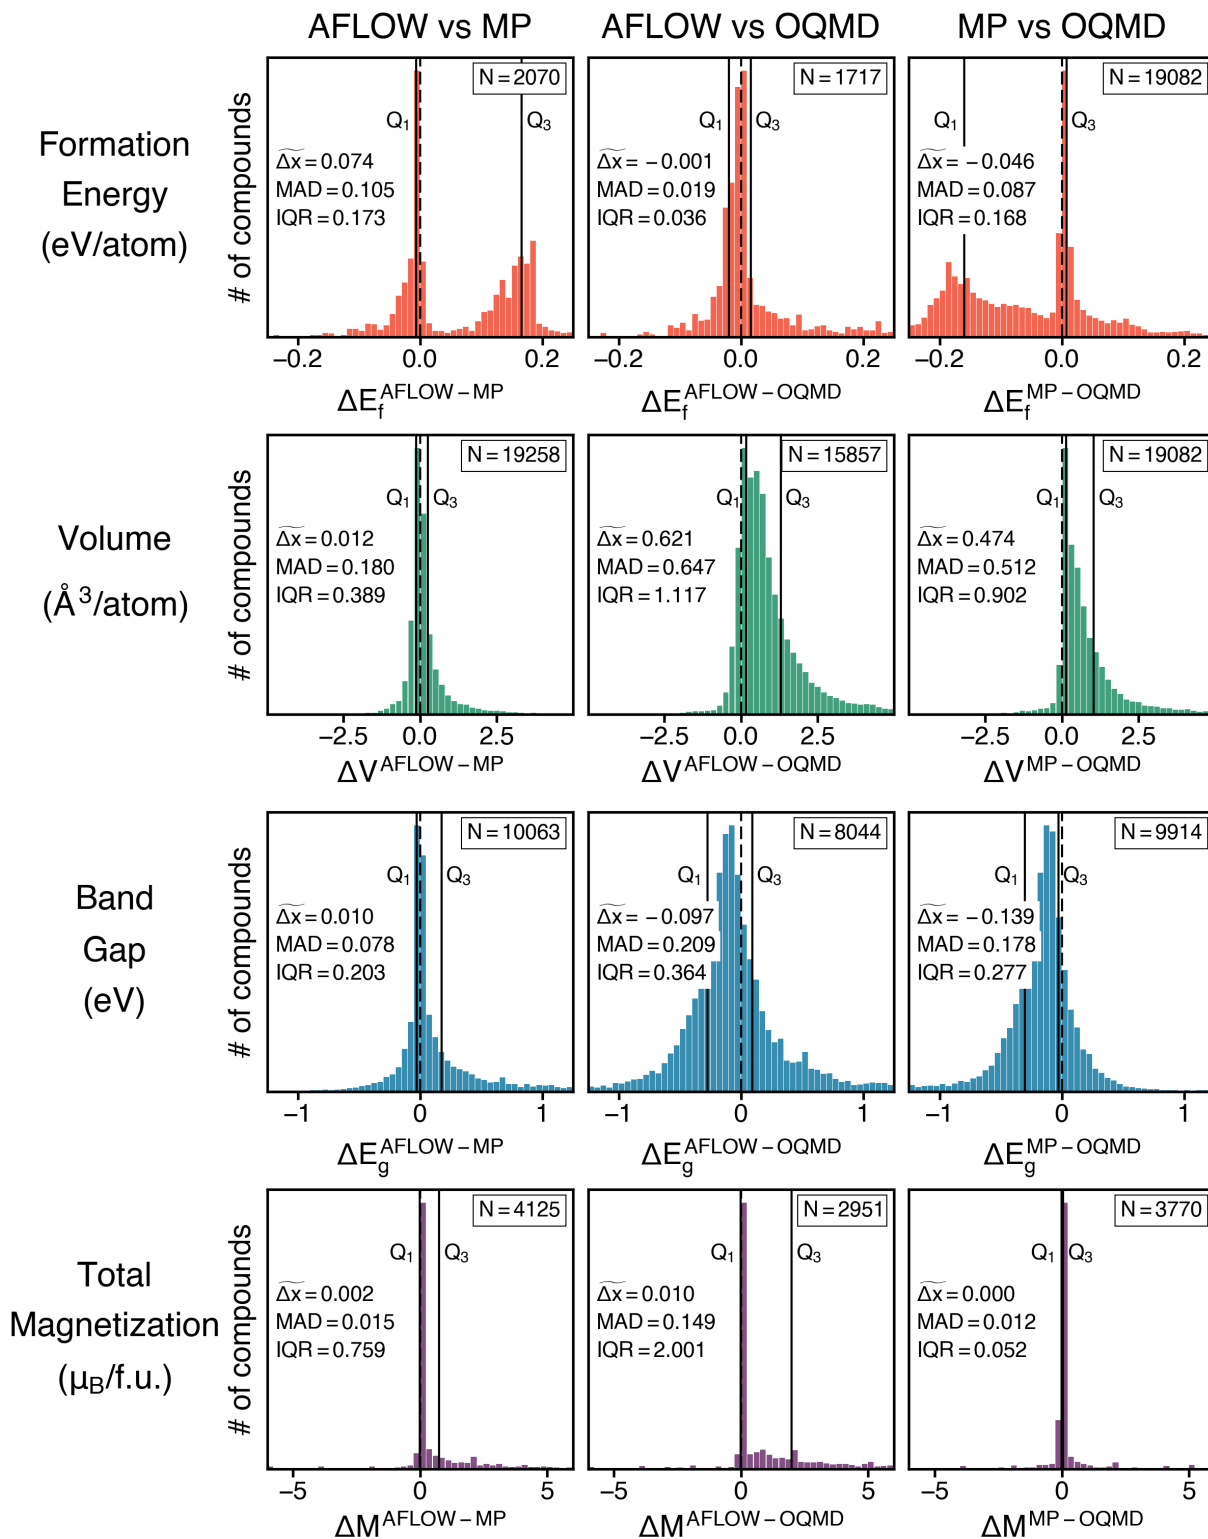 AFLOW vs MP
AFLOW vs OQMD
MP vs OQMD
Formation
Energy
(eV/atom)
# of compounds
N = 2070
Q1
Q3
Δx = 0.074
MAD = 0.105
IQR = 0.173
−0.2
0.0
0.2
ΔEf AFLOW − MP
N = 1717
Q1
Q3
Δx = −0.001
MAD = 0.019
IQR = 0.036
−0.2
0.0
0.2
ΔEf AFLOW − OQMD
N = 19082
Q1
Q3
Δx = −0.046
MAD = 0.087
IQR = 0.168
−0.2
0.0
0.2
ΔEf MP − OQMD
Volume
(Å³/atom)
# of compounds
N = 19258
Q1
Q3
Δx = 0.012
MAD = 0.180
IQR = 0.389
−2.5
0.0
2.5
ΔV AFLOW − MP
N = 15857
Q1
Q3
Δx = 0.621
MAD = 0.647
IQR = 1.117
−2.5
0.0
2.5
ΔV AFLOW − OQMD
N = 19082
Q1
Q3
Δx = 0.474
MAD = 0.512
IQR = 0.902
−2.5
0.0
2.5
ΔV MP − OQMD
Band
Gap
(eV)
# of compounds
N = 10063
Q1
Q3
Δx = 0.010
MAD = 0.078
IQR = 0.203
−1
0
1
ΔEg AFLOW − MP
N = 8044
Q1
Q3
Δx = −0.097
MAD = 0.209
IQR = 0.364
−1
0
1
ΔEg AFLOW − OQMD
N = 9914
Q1
Q3
Δx = −0.139
MAD = 0.178
IQR = 0.277
−1
0
1
ΔEg MP − OQMD
Total
Magnetization
(μB/f.u.)
# of compounds
N = 4125
Q1
Q3
Δx = 0.002
MAD = 0.015
IQR = 0.759
−5
0
5
ΔM AFLOW − MP
N = 2951
Q1
Q3
Δx = 0.010
MAD = 0.149
IQR = 2.001
−5
0
5
ΔM AFLOW − OQMD
N = 3770
Q1
Q3
Δx = 0.000
MAD = 0.012
IQR = 0.052
−5
0
5
ΔM MP − OQMD